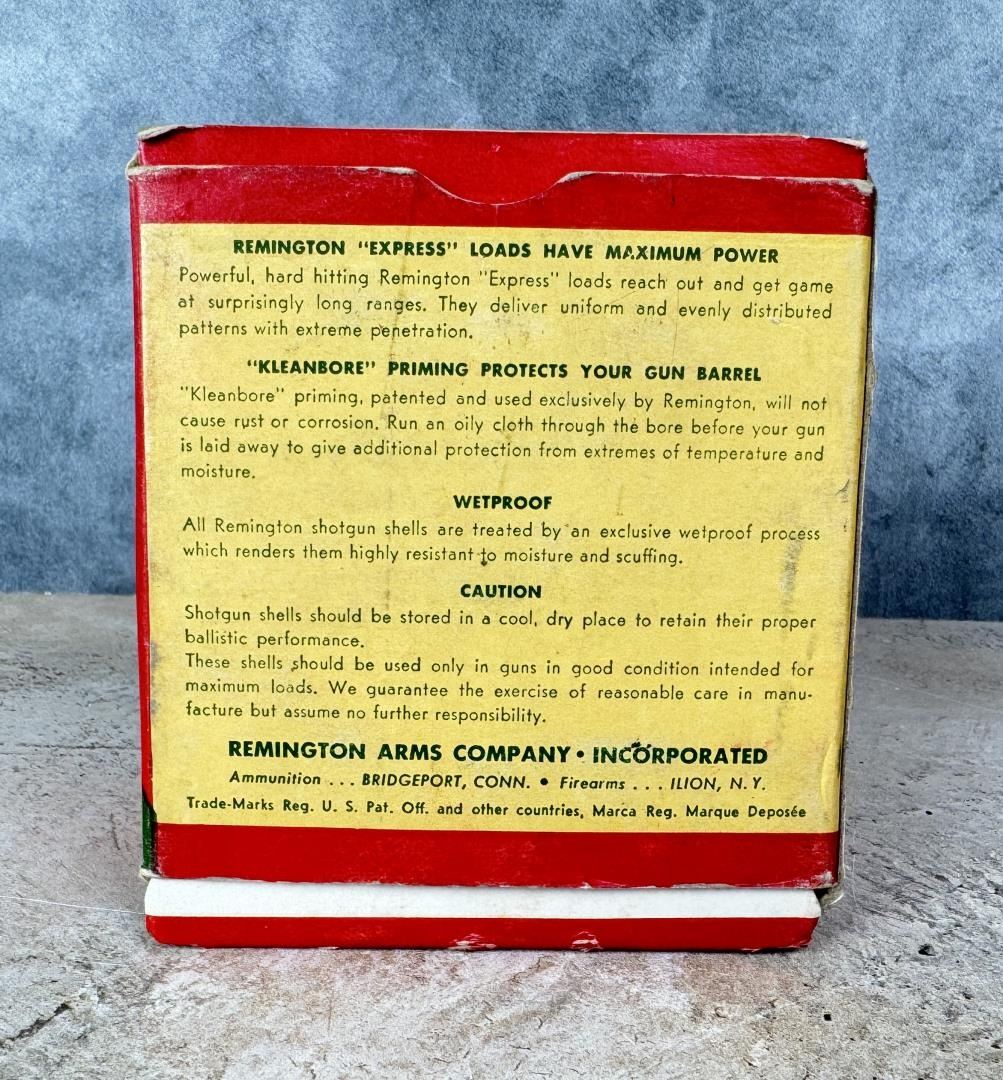 REMINGTON "EXPRESS" LOADS HAVE MAXIMUM POWER
Powerful, hard hitting Remington "Express" loads reach out and get game
at surprisingly long ranges. They deliver uniform and evenly distributed
patterns with extreme penetration.
"KLEANBORE" PRIMING PROTECTS YOUR GUN BARREL
"Kleanbore" priming, patented and used exclusively by Remington, will not
cause rust or corrosion. Run an oily cloth through the bore before your gun
is laid away to give additional protection from extremes of temperature and
moisture.
WETPROOF
All Remington shotgun shells are treated by an exclusive wetproof process
which renders them highly resistant to moisture and scuffing.
CAUTION
Shotgun shells should be stored in a cool, dry place to retain their proper
ballistic performance.
These shells should be used only in guns in good condition intended for
maximum loads. We guarantee the exercise of reasonable care in manu-
facture but assume no further responsibility.
REMINGTON ARMS COMPANY • INCORPORATED
Ammunition . . . BRIDGEPORT, CONN. • Firearms . . . ILION, N. Y.
Trade-Marks Reg. U. S. Pat. Off. and other countries, Marca Reg. Marque Deposée